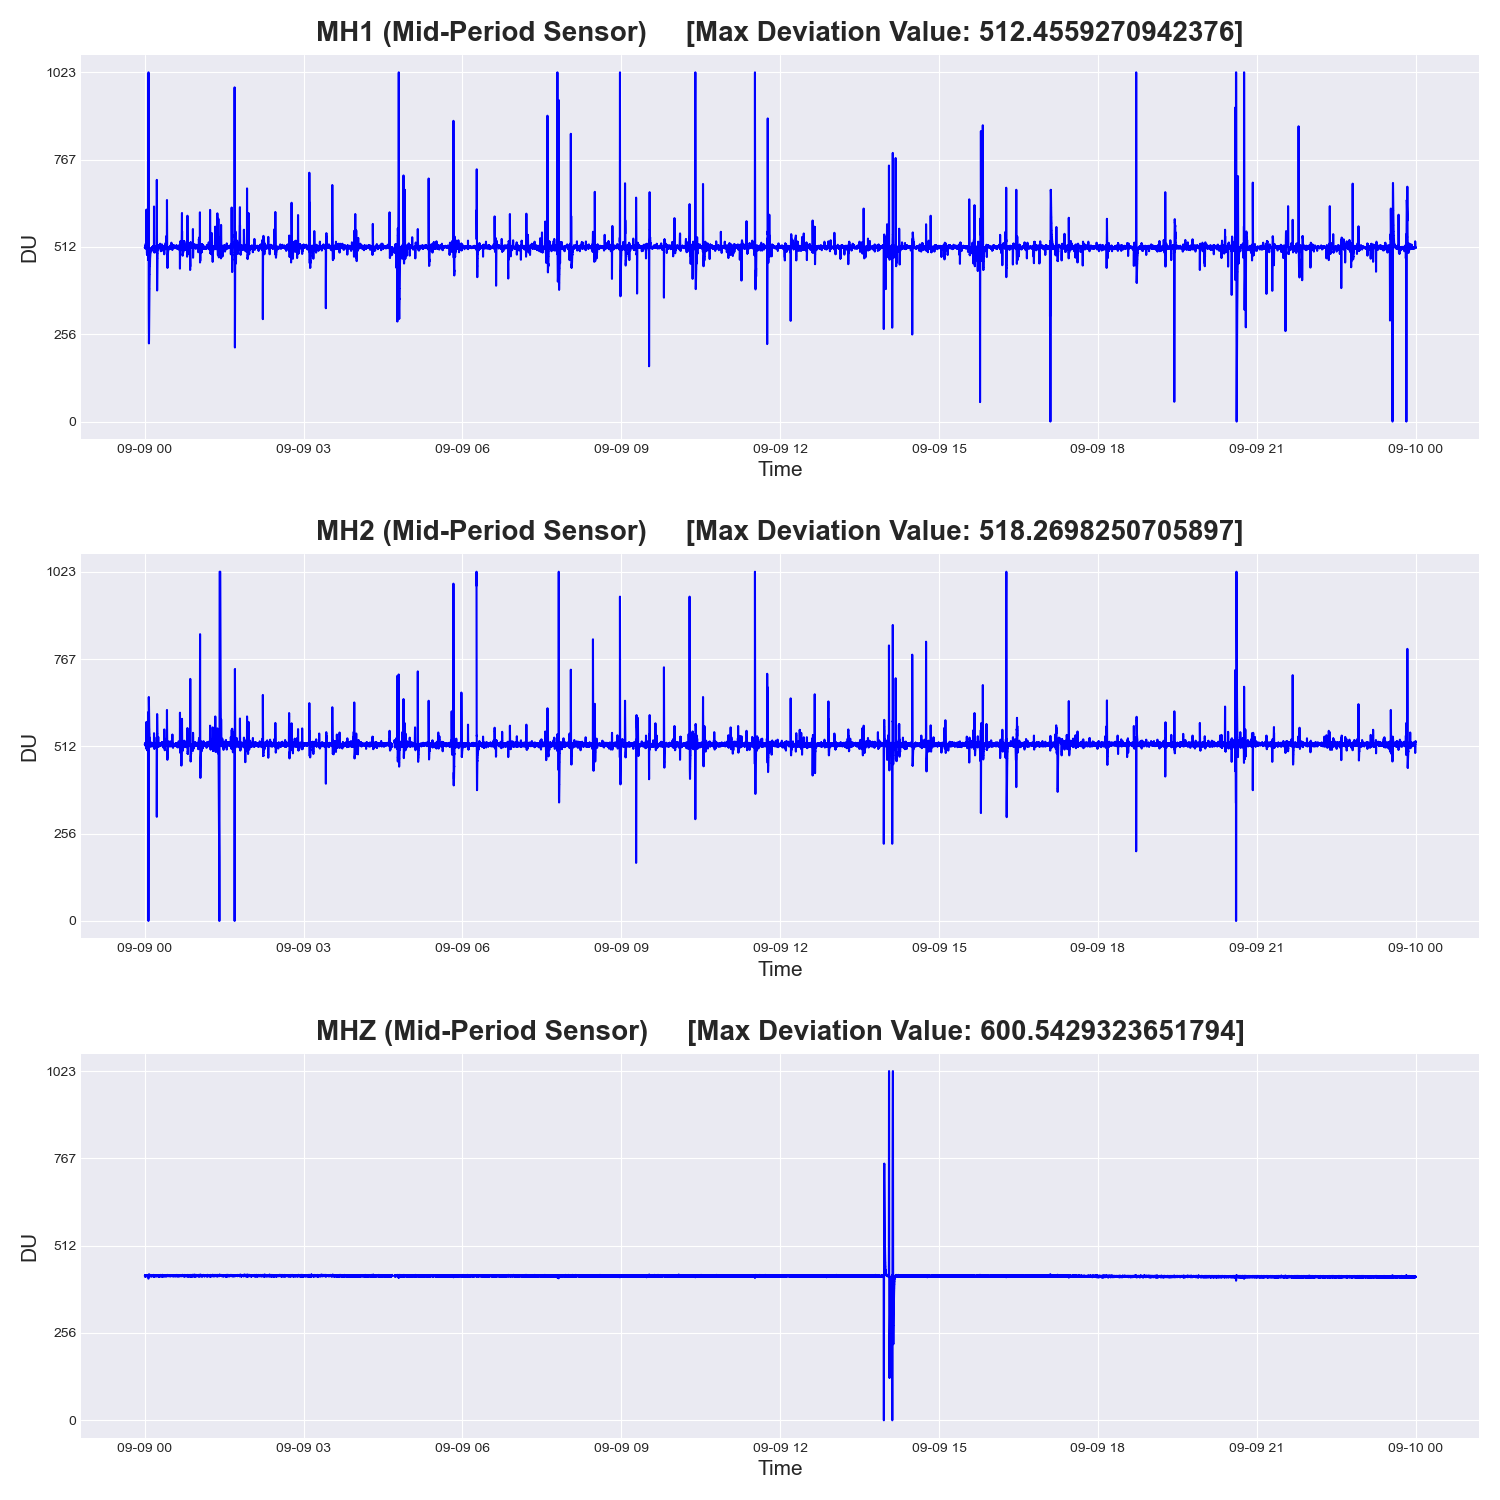 MH1 (Mid-Period Sensor) [Max Deviation Value: 512.4559270942376]
1023
767
512
256
0
DU
09-09 00 09-09 03 09-09 06 09-09 09 09-09 12 09-09 15 09-09 18 09-09 21 09-10 00
Time
MH2 (Mid-Period Sensor) [Max Deviation Value: 518.2698250705897]
1023
767
512
256
0
DU
09-09 00 09-09 03 09-09 06 09-09 09 09-09 12 09-09 15 09-09 18 09-09 21 09-10 00
Time
MHZ (Mid-Period Sensor) [Max Deviation Value: 600.5429323651794]
1023
767
512
256
0
DU
09-09 00 09-09 03 09-09 06 09-09 09 09-09 12 09-09 15 09-09 18 09-09 21 09-10 00
Time